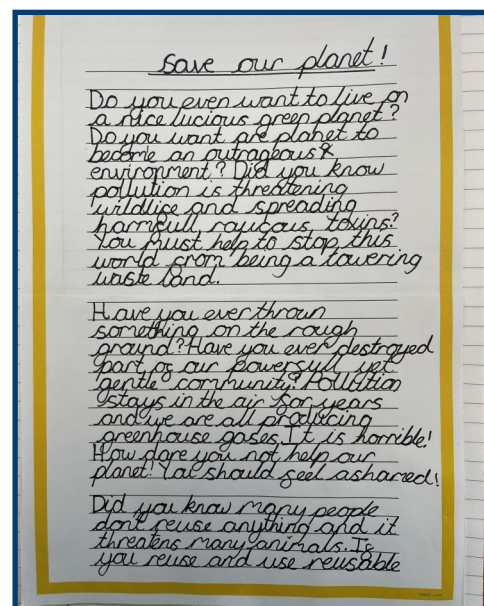 Save our planet!
Do you even want to live on
a nice lucious green planet?
Do you want are planet to
become an outrageous
environment? Did you know
pollution is threatening
wildlice and spreading
harmfull raucous toxins?
You must help to stop this
world from being a towering
waste land.
Have you ever thrown
something on the rough
ground? Have you ever destroyed
part of our powerfull yet
gentle community? Pollution
stays in the air for years
and we are all producing
greenhouse gases. It is horrible!
How dare you not help our
planet! You should feel ashamed!
Did you know many people
dont reuse anything and it
threatens many animals. If
you reuse and use reusable